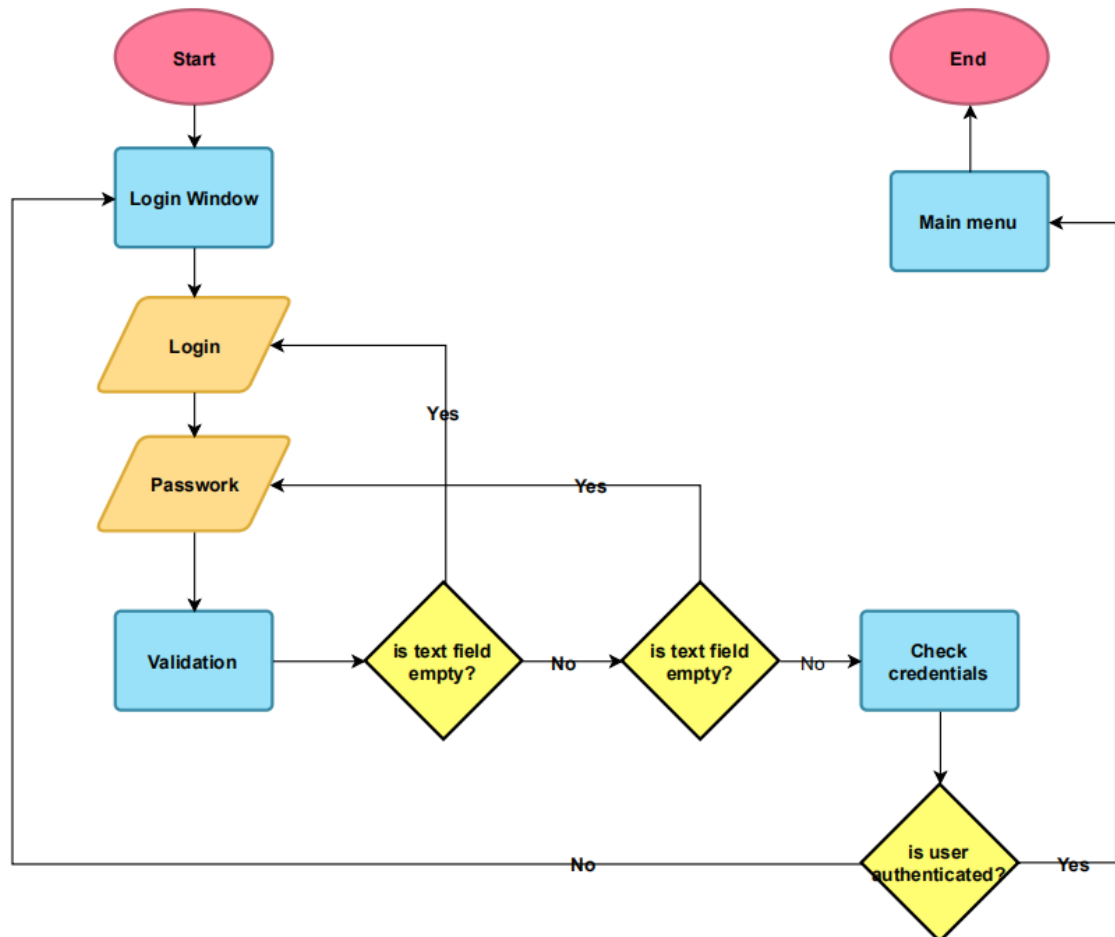 Start
End
Login Window
Main menu
Login
Yes
Passwork
Yes
Validation
is text field
empty?
No
is text field
empty?
No
Check
credentials
No
is user
authenticated?
Yes